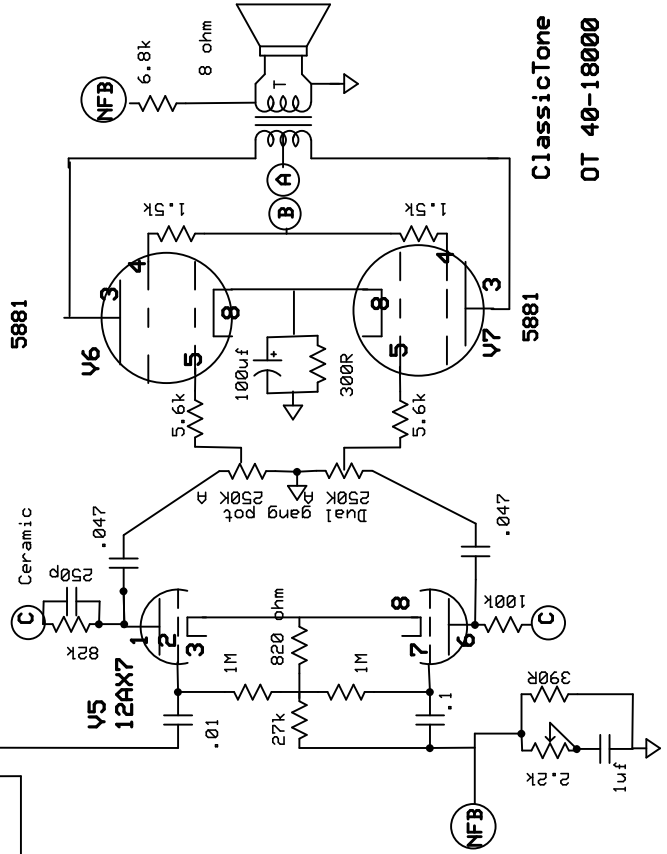 5881
V6
3
4
5
8
1.5k
1.5k
B
A
NFB
6.8k
8 ohm
T
ClassicTone
OT 40-18000
5881
V7
3
4
5
8
100uf
+
300R
5.6k
5.6k
250K A
250K A
Dual
gang pot
.047
.047
Ceramic
250p
C
82k
V5
12AX7
1
2
3
8
7
6
100k
C
820 ohm
1M
1M
27k
.01
.1
NFB
390R
2.2k
1uf